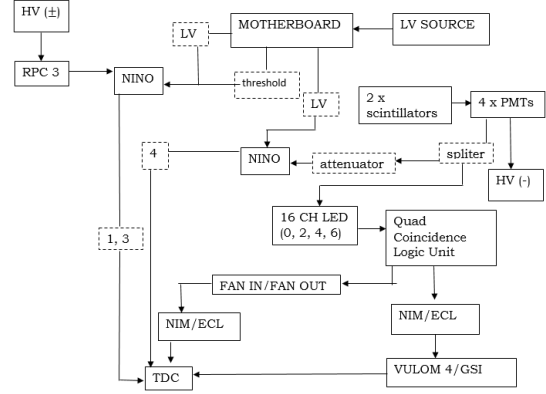 HV (±)
MOTHERBOARD
LV SOURCE
LV
RPC 3
NINO
threshold
LV
2 x
scintillators
4 x PMTs
4
NINO
attenuator
spliter
HV (-)
16 CH LED
(0, 2, 4, 6)
Quad
Coincidence
Logic Unit
1, 3
FAN IN/FAN OUT
NIM/ECL
NIM/ECL
TDC
VULOM 4/GSI